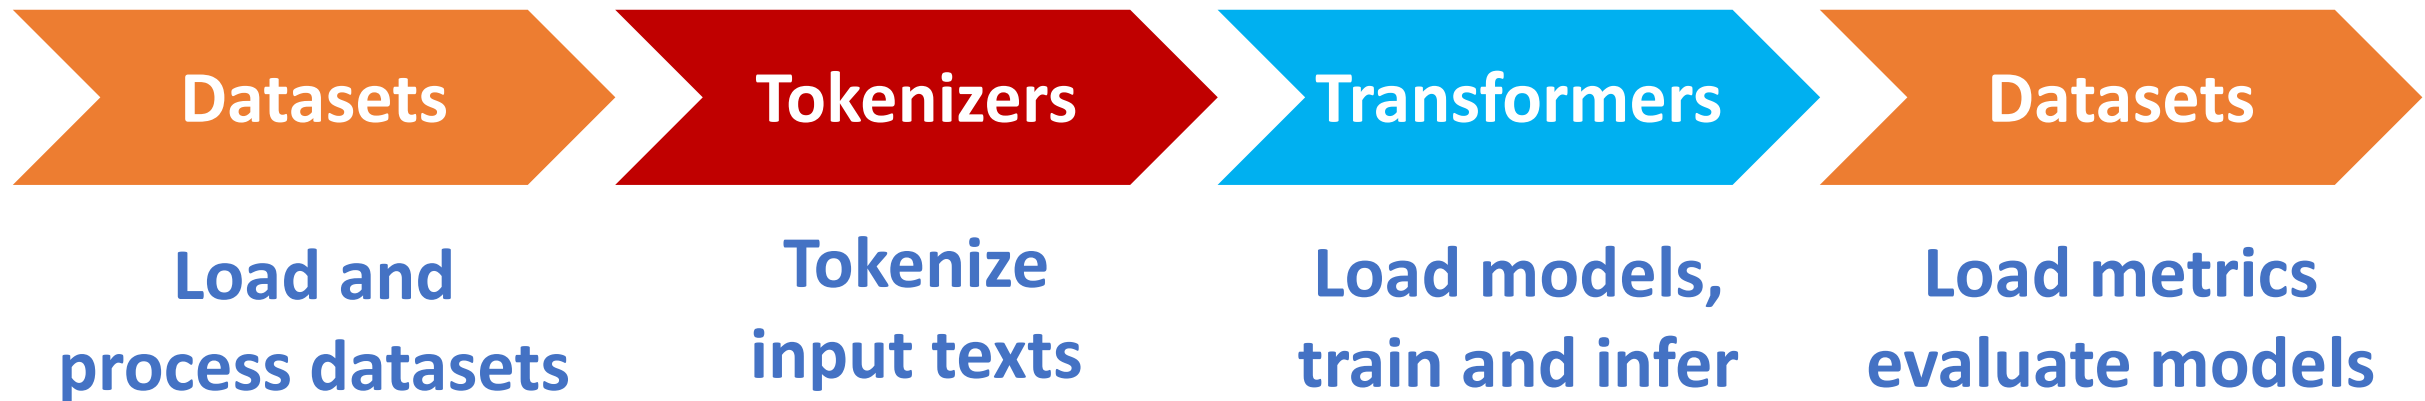 Datasets
Tokenizers
Transformers
Datasets
Load and
process datasets
Tokenize
input texts
Load models,
train and infer
Load metrics
evaluate models